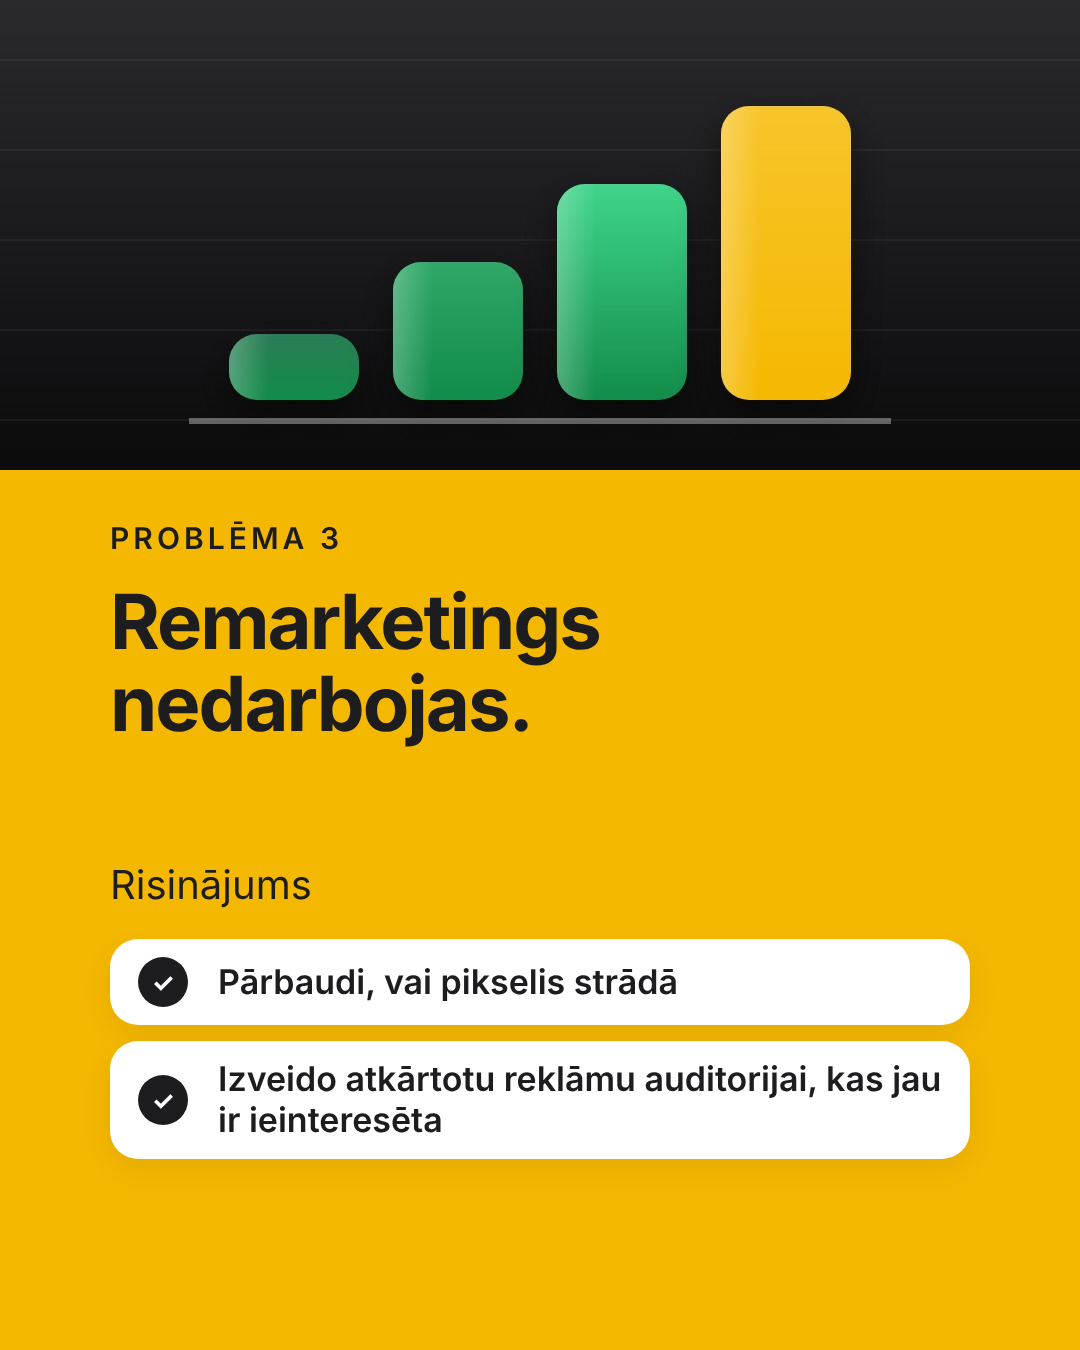 PROBLĒMA 3
Remarketings
nedarbojas.
Risinājums
Pārbaudi, vai pikselis strādā
Izveido atkārtotu reklāmu auditorijai, kas jau
ir ieinteresēta